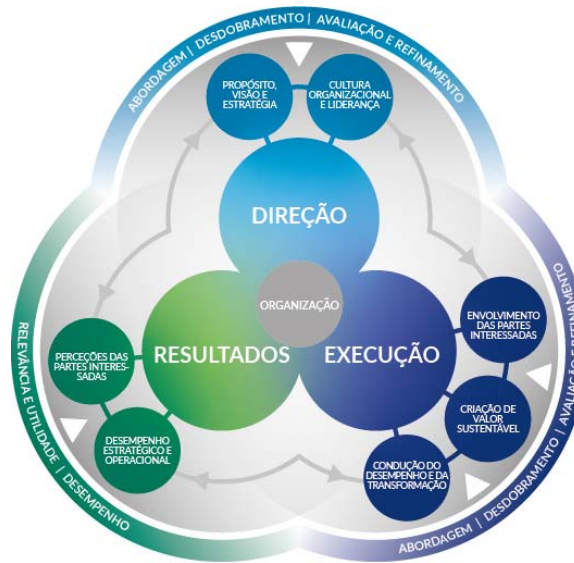 ABORDAGEM | DESDOBRAMENTO | AVALIAÇÃO E REFINAMENTO
PROPÓSITO,
VISÃO E
ESTRATÉGIA
CULTURA
ORGANIZACIONAL
E LIDERANÇA
DIREÇÃO
ORGANIZAÇÃO
RESULTADOS
EXECUÇÃO
PERCEÇÕES DAS
PARTES INTERES-
SADAS
DESEMPENHO
ESTRATÉGICO E
OPERACIONAL
ENVOLVIMENTO
DAS PARTES
INTERESSADAS
CRIAÇÃO DE
VALOR
SUSTENTÁVEL
CONDUÇÃO DO
DESEMPENHO E DA
TRANSFORMAÇÃO
RELEVÂNCIA E UTILIDADE | DESEMPENHO
ABORDAGEM | DESDOBRAMENTO | AVALIAÇÃO E REFINAMENTO